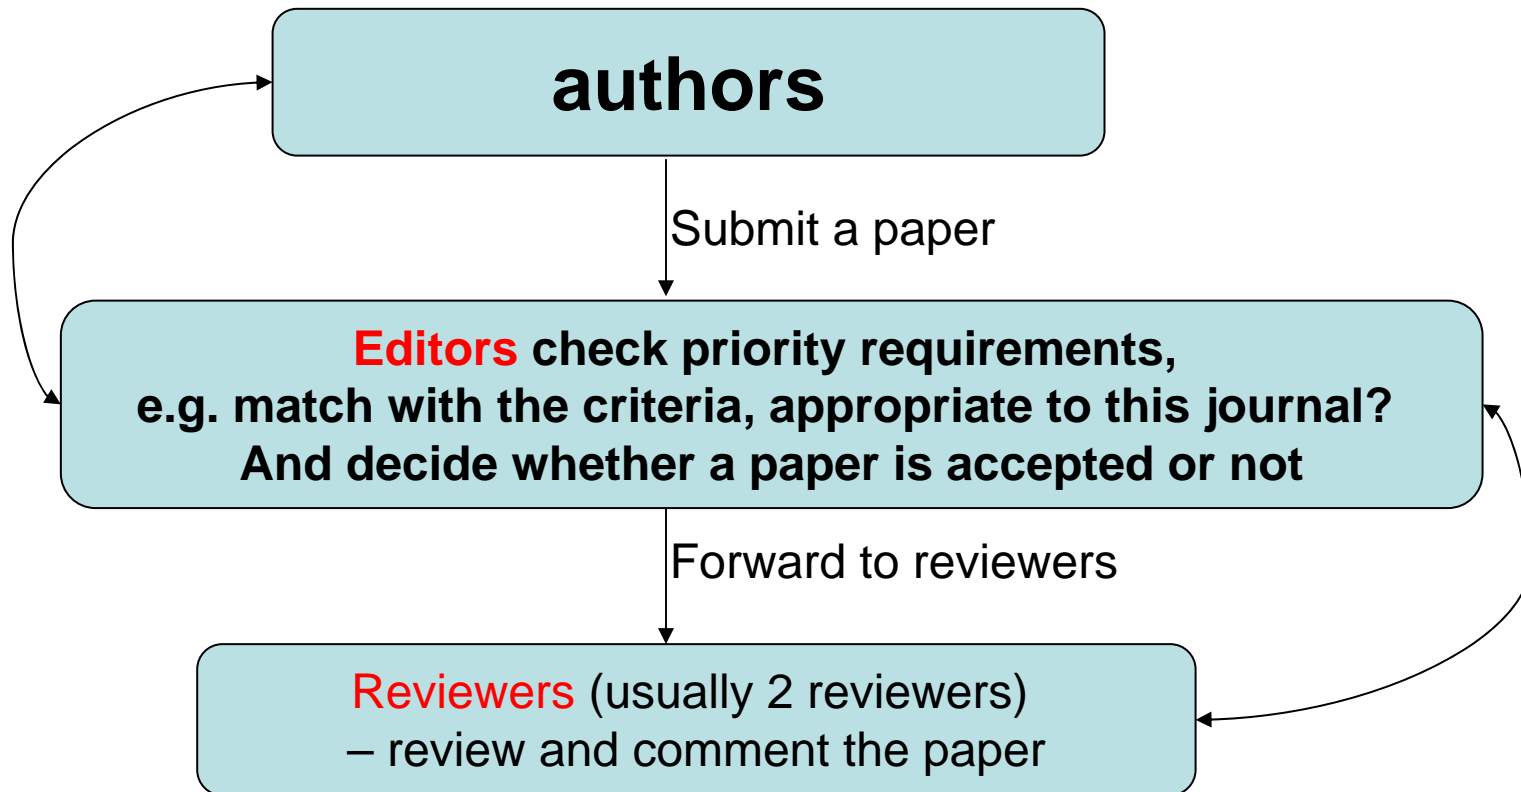 authors
Submit a paper
Editors check priority requirements,
e.g. match with the criteria, appropriate to this journal?
And decide whether a paper is accepted or not
Forward to reviewers
Reviewers (usually 2 reviewers)
– review and comment the paper